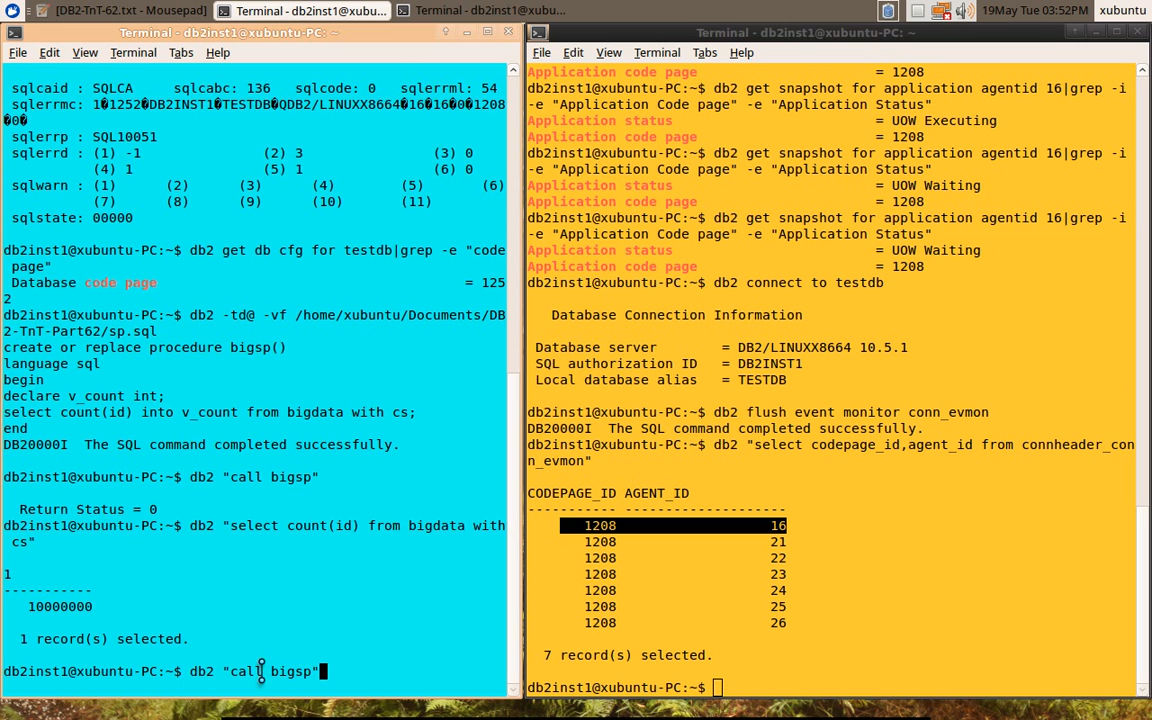 [DB2-TnT-62.txt - Mousepad]
Terminal - db2inst1@xubu...
Terminal - db2inst1@xubu...
19May Tue 03:52PM
xubuntu
Terminal - db2inst1@xubuntu-PC: ~
File Edit View Terminal Tabs Help
sqlcaid : SQLCA     sqlcabc: 136   sqlcode: 0   sqlerrml: 54
sqlerrmc: 1�1252�DB2INST1�TESTDB�QDB2/LINUXX8664�16�16�0�1208
�0�
sqlerrp : SQL10051
sqlerrd : (1) -1                (2) 3                (3) 0
(4) 1                (5) 1                (6) 0
sqlwarn : (1)      (2)      (3)      (4)        (5)       (6)
(7)      (8)      (9)      (10)        (11)
sqlstate: 00000
db2inst1@xubuntu-PC:~$ db2 get db cfg for testdb|grep -e "code
page"
Database code page                                      = 125
2
db2inst1@xubuntu-PC:~$ db2 -td@ -vf /home/xubuntu/Documents/DB
2-TnT-Part62/sp.sql
create or replace procedure bigsp()
language sql
begin
declare v_count int;
select count(id) into v_count from bigdata with cs;
end
DB20000I  The SQL command completed successfully.
db2inst1@xubuntu-PC:~$ db2 "call bigsp"
Return Status = 0
db2inst1@xubuntu-PC:~$ db2 "select count(id) from bigdata with
cs"
1
-----------
10000000
1 record(s) selected.
db2inst1@xubuntu-PC:~$ db2 "call bigsp"
Terminal - db2inst1@xubuntu-PC: ~
File Edit View Terminal Tabs Help
Application code page                      = 1208
db2inst1@xubuntu-PC:~$ db2 get snapshot for application agentid 16|grep -i
-e "Application Code page" -e "Application Status"
Application status                         = UOW Executing
Application code page                      = 1208
db2inst1@xubuntu-PC:~$ db2 get snapshot for application agentid 16|grep -i
-e "Application Code page" -e "Application Status"
Application status                         = UOW Waiting
Application code page                      = 1208
db2inst1@xubuntu-PC:~$ db2 get snapshot for application agentid 16|grep -i
-e "Application Code page" -e "Application Status"
Application status                         = UOW Waiting
Application code page                      = 1208
db2inst1@xubuntu-PC:~$ db2 connect to testdb
Database Connection Information
Database server        = DB2/LINUXX8664 10.5.1
SQL authorization ID   = DB2INST1
Local database alias   = TESTDB
db2inst1@xubuntu-PC:~$ db2 flush event monitor conn_evmon
DB20000I  The SQL command completed successfully.
db2inst1@xubuntu-PC:~$ db2 "select codepage_id,agent_id from connheader_con
n_evmon"
CODEPAGE_ID AGENT_ID
----------- --------------------
1208                   16
1208                   21
1208                   22
1208                   23
1208                   24
1208                   25
1208                   26
7 record(s) selected.
db2inst1@xubuntu-PC:~$